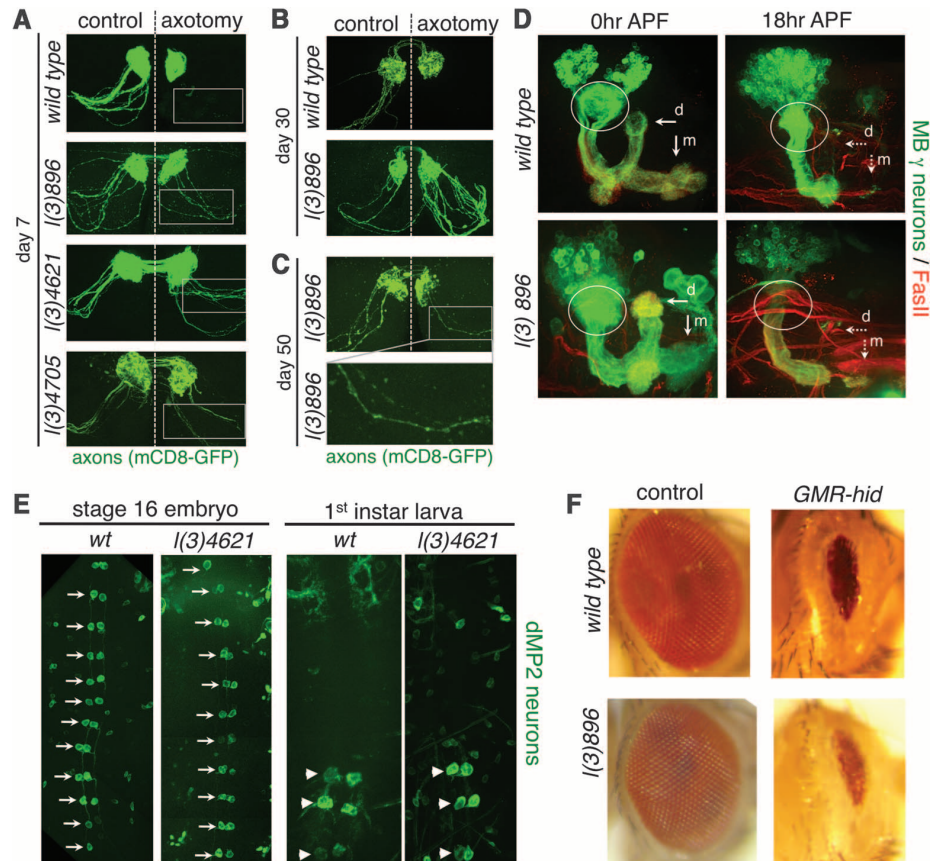 A
control
axotomy
day 7
wild type
l(3)896
l(3)4621
l(3)4705
axons (mCD8-GFP)
B
control
axotomy
day 30
wild type
l(3)896
C
day 50
l(3)896
l(3)896
axons (mCD8-GFP)
D
0hr APF
18hr APF
wild type
d
m
d
m
l(3) 896
d
m
d
m
MB γ neurons / FasII
E
stage 16 embryo
1st instar larva
wt
l(3)4621
wt
l(3)4621
dMP2 neurons
F
control
GMR-hid
wild type
l(3)896